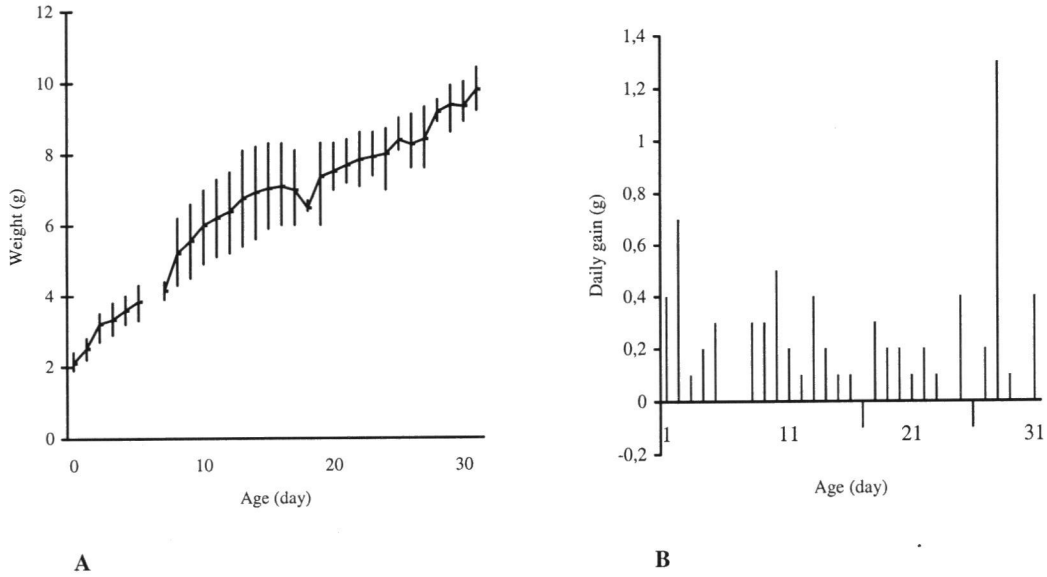 12
10
8
6
4
2
0
Weight (g)
0 10 20 30
Age (day)
A
1,4
1,2
1
0,8
0,6
0,4
0,2
0
-0,2
Daily gain (g)
1 11 21 31
Age (day)
B